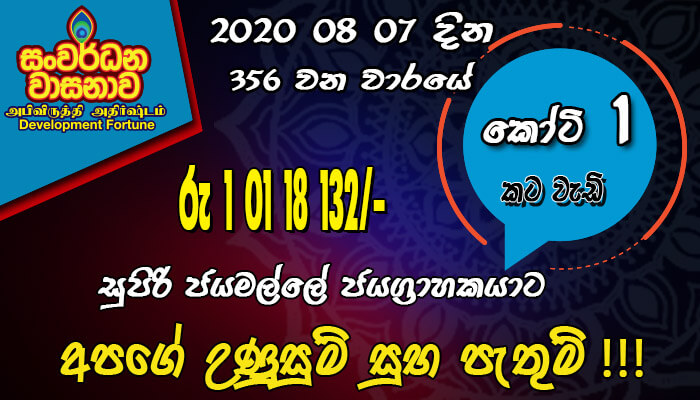 සංවර්ධන
වාසනාව
அபிவிருத்தி அதிர்ஷ்டம்
Development Fortune
2020 08 07 දින
356 වන වාරයේ
කෝටි 1
කට වැඩි
රු 1 01 18 132/-
සුපිරි ජයමල්ලේ ජයග්‍රාහකයාට
අපගේ උණුසුම් සුභ පැතුම් !!!